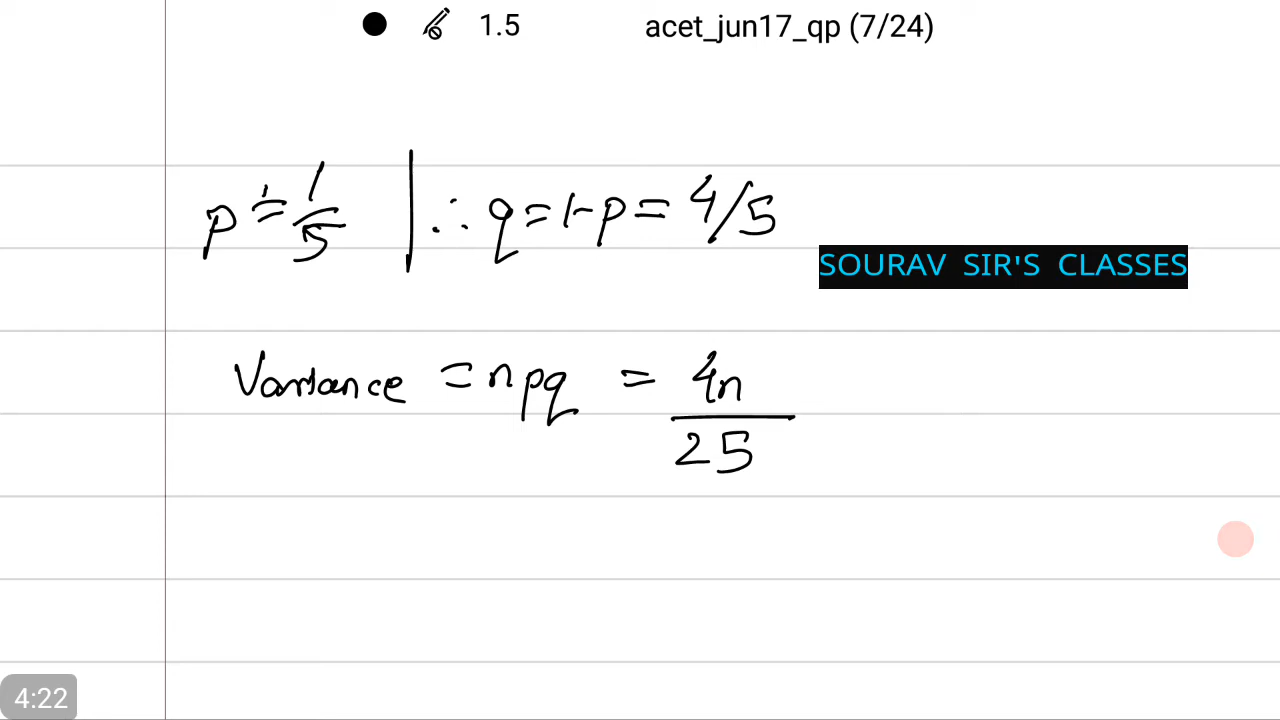 1.5 acet_jun17_qp (7/24)
p = 1/5 | ∴ q = 1-p = 4/5
SOURAV SIR'S CLASSES
Variance = npq = 4n/25
4:22